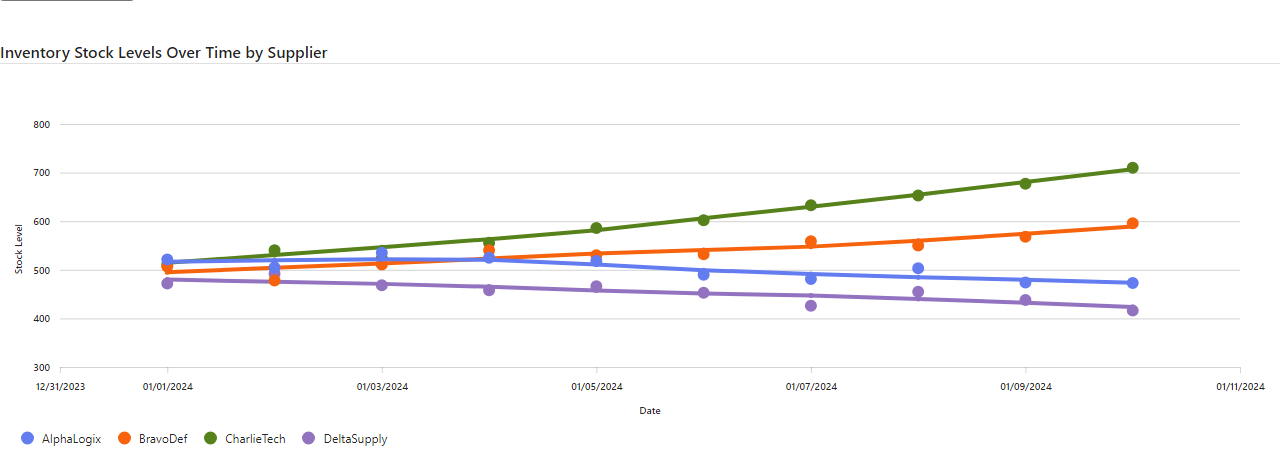 Inventory Stock Levels Over Time by Supplier
800
700
600
500
400
300
Stock Level
12/31/2023 01/01/2024 01/03/2024 01/05/2024 01/07/2024 01/09/2024 01/11/2024
Date
AlphaLogix BravoDef CharlieTech DeltaSupply